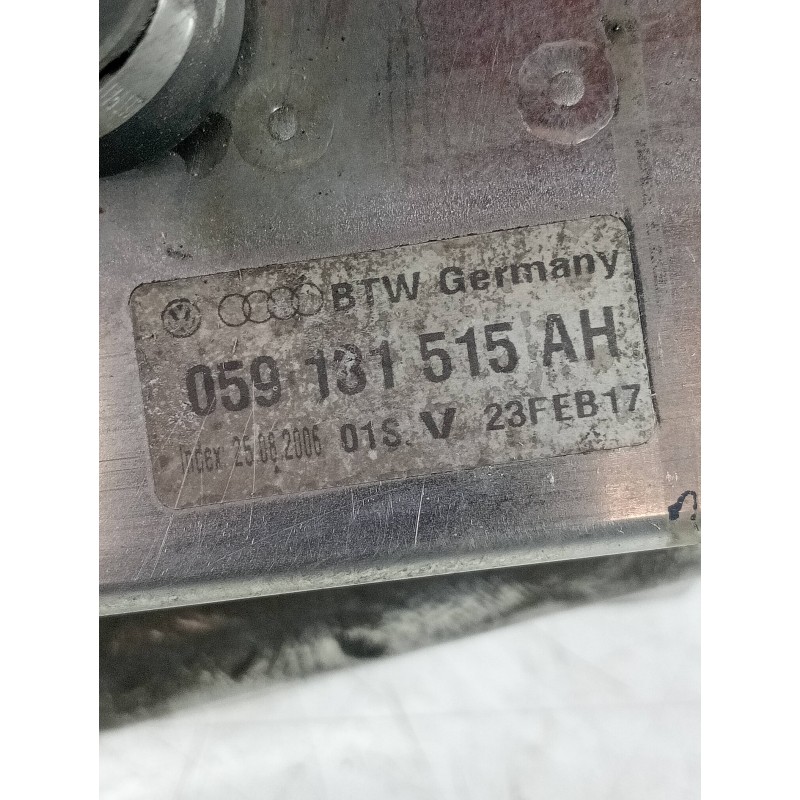 BTW Germany
059 131 515 AH
Index: 25.08.2006 01S. V 23FEB17